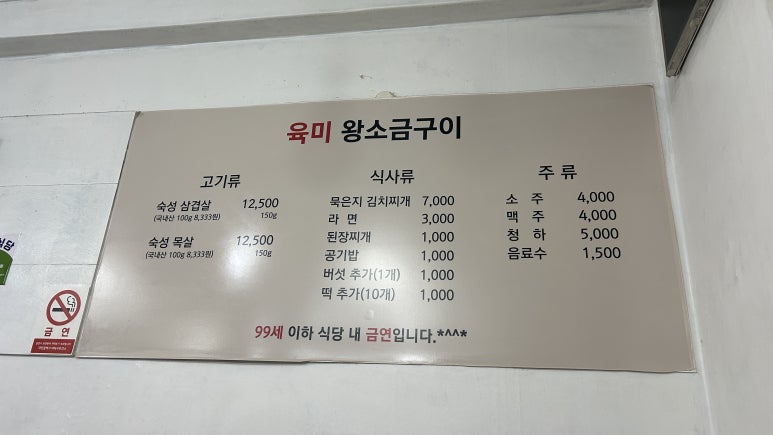 육미 왕소금구이
고기류
숙성 삼겹살 12,500
(국내산 100g 8,333원) 150g
숙성 목살 12,500
(국내산 100g 8,333원) 150g
식사류
묵은지 김치찌개 7,000
라 면 3,000
된장찌개 1,000
공기밥 1,000
버섯 추가(1개) 1,000
떡 추가(10개) 1,000
주 류
소 주 4,000
맥 주 4,000
청 하 5,000
음료수 1,500
99세 이하 식당 내 금연입니다.*^^*
식당
금 연